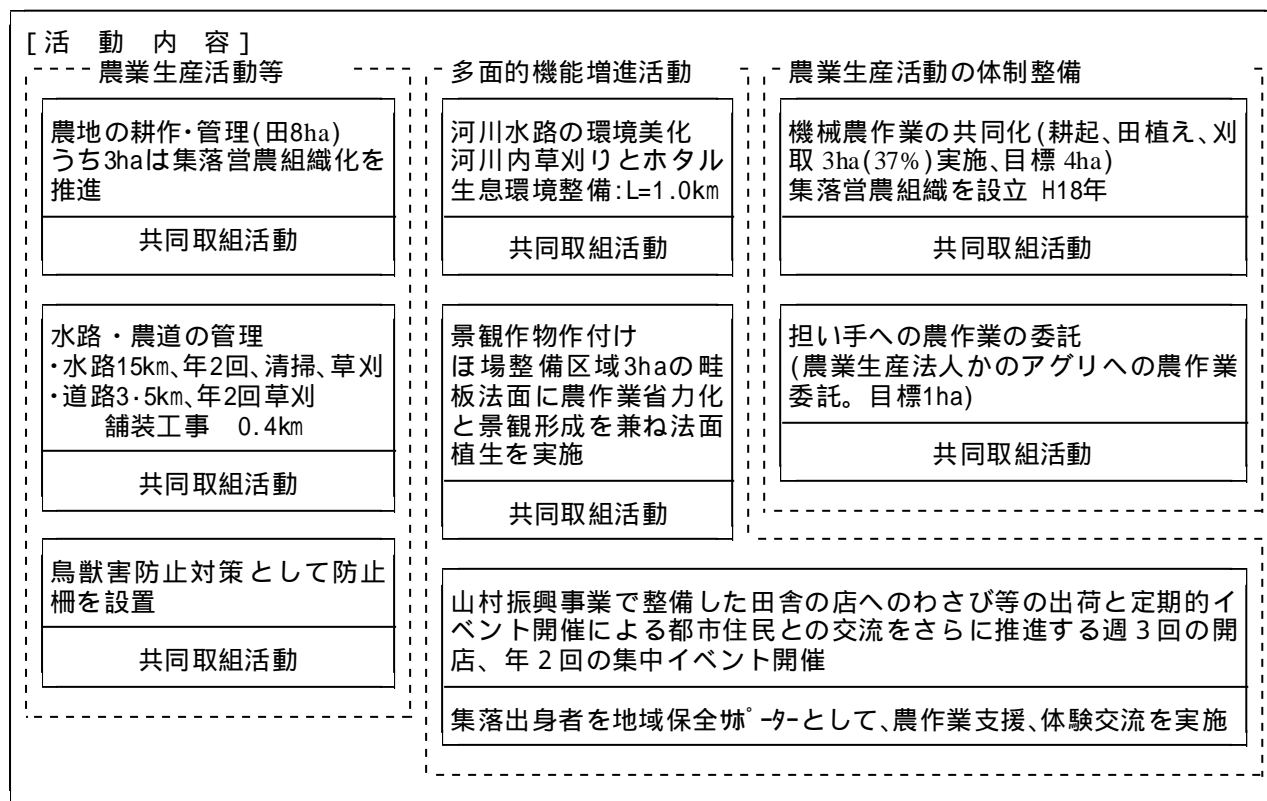 [活 動 内 容]
農業生産活動等
農地の耕作・管理(田8ha)
うち3haは集落営農組織化を
推進
共同取組活動
水路・農道の管理
・水路15km、年2回、清掃、草刈
・道路3.5km、年2回草刈
舗装工事 0.4km
共同取組活動
鳥獣害防止対策として防止
柵を設置
共同取組活動
多面的機能増進活動
河川水路の環境美化
河川内草刈りとホタル
生息環境整備:L=1.0km
共同取組活動
景観作物作付け
ほ場整備区域3haの畦
板法面に農作業省力化
と景観形成を兼ね法面
植生を実施
共同取組活動
農業生産活動の体制整備
機械農作業の共同化(耕起、田植え、刈
取 3ha(37%)実施、目標 4ha)
集落営農組織を設立 H18年
共同取組活動
担い手への農作業の委託
(農業生産法人かのアグリへの農作業
委託。目標1ha)
共同取組活動
山村振興事業で整備した田舎の店へのわさび等の出荷と定期的イ
ベント開催による都市住民との交流をさらに推進する週3回の開
店、年2回の集中イベント開催
集落出身者を地域保全ｻﾎﾟｰﾀｰとして、農作業支援、体験交流を実施